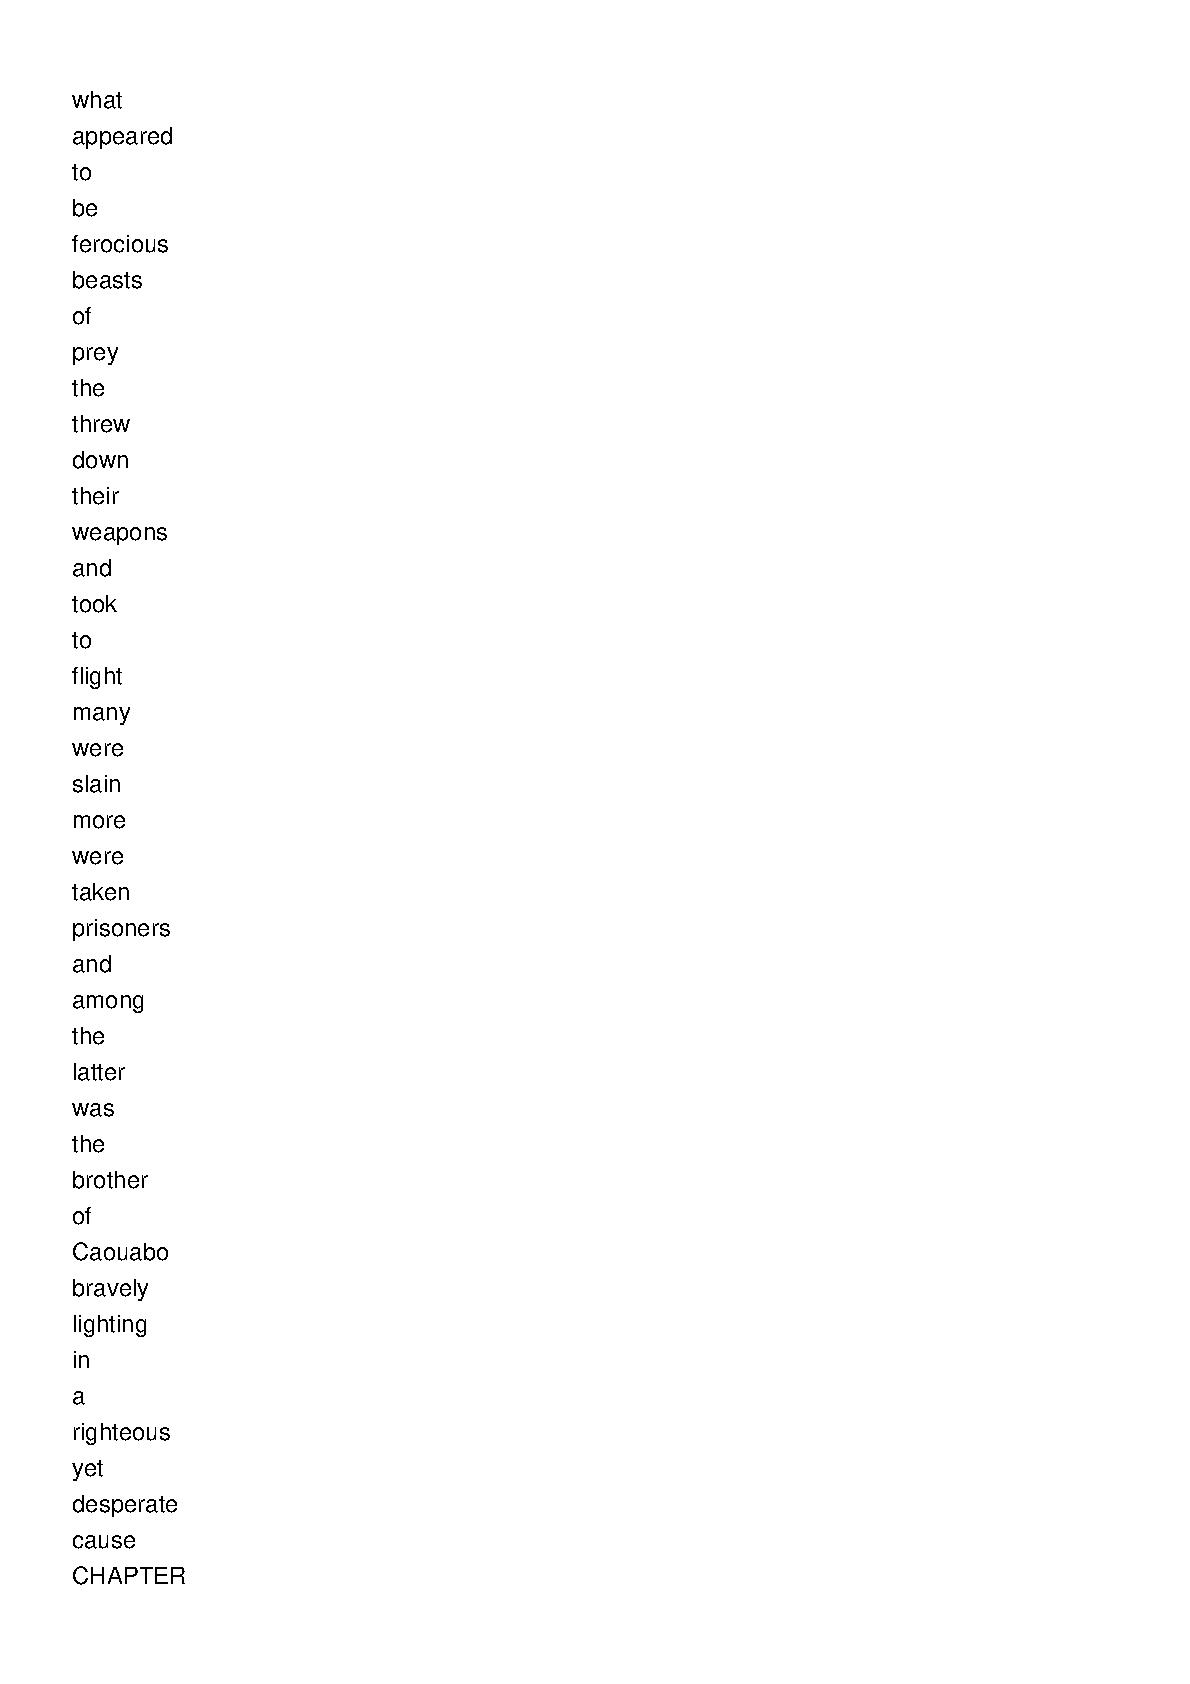 what
appeared
to
be
ferocious
beasts
of
prey
the
threw
down
their
weapons
and
took
to
flight
many
were
slain
more
were
taken
prisoners
and
among
the
latter
was
the
brother
of
Caouabo
bravely
lighting
in
a
righteous
yet
desperate
cause
CHAPTER